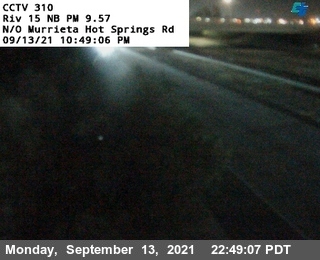 CCTV 310
Riv 15 NB PM 9.57
N/O Murrieta Hot Springs Rd
09/13/21 10:49:06 PM
Monday, September 13, 2021 22:49:07 PDT